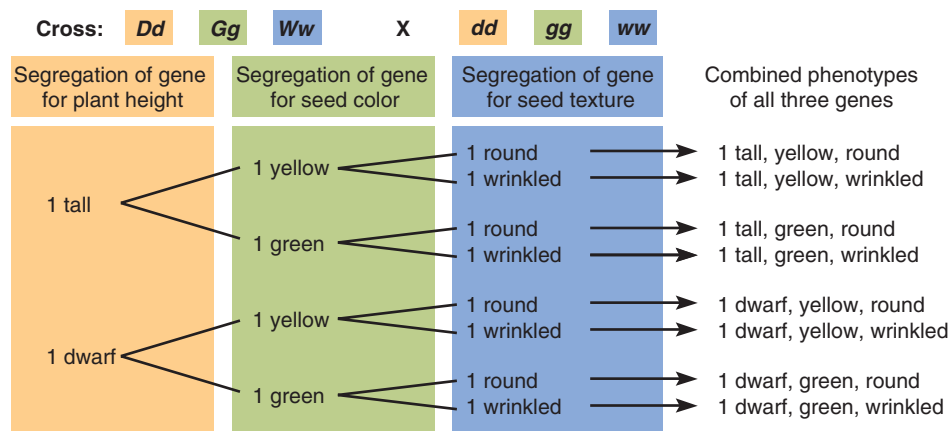 Cross: Dd Gg Ww X dd gg ww
Segregation of gene
for plant height
Segregation of gene
for seed color
Segregation of gene
for seed texture
Combined phenotypes
of all three genes
1 tall
1 dwarf
1 yellow
1 green
1 yellow
1 green
1 round
1 wrinkled
1 round
1 wrinkled
1 round
1 wrinkled
1 round
1 wrinkled
1 tall, yellow, round
1 tall, yellow, wrinkled
1 tall, green, round
1 tall, green, wrinkled
1 dwarf, yellow, round
1 dwarf, yellow, wrinkled
1 dwarf, green, round
1 dwarf, green, wrinkled